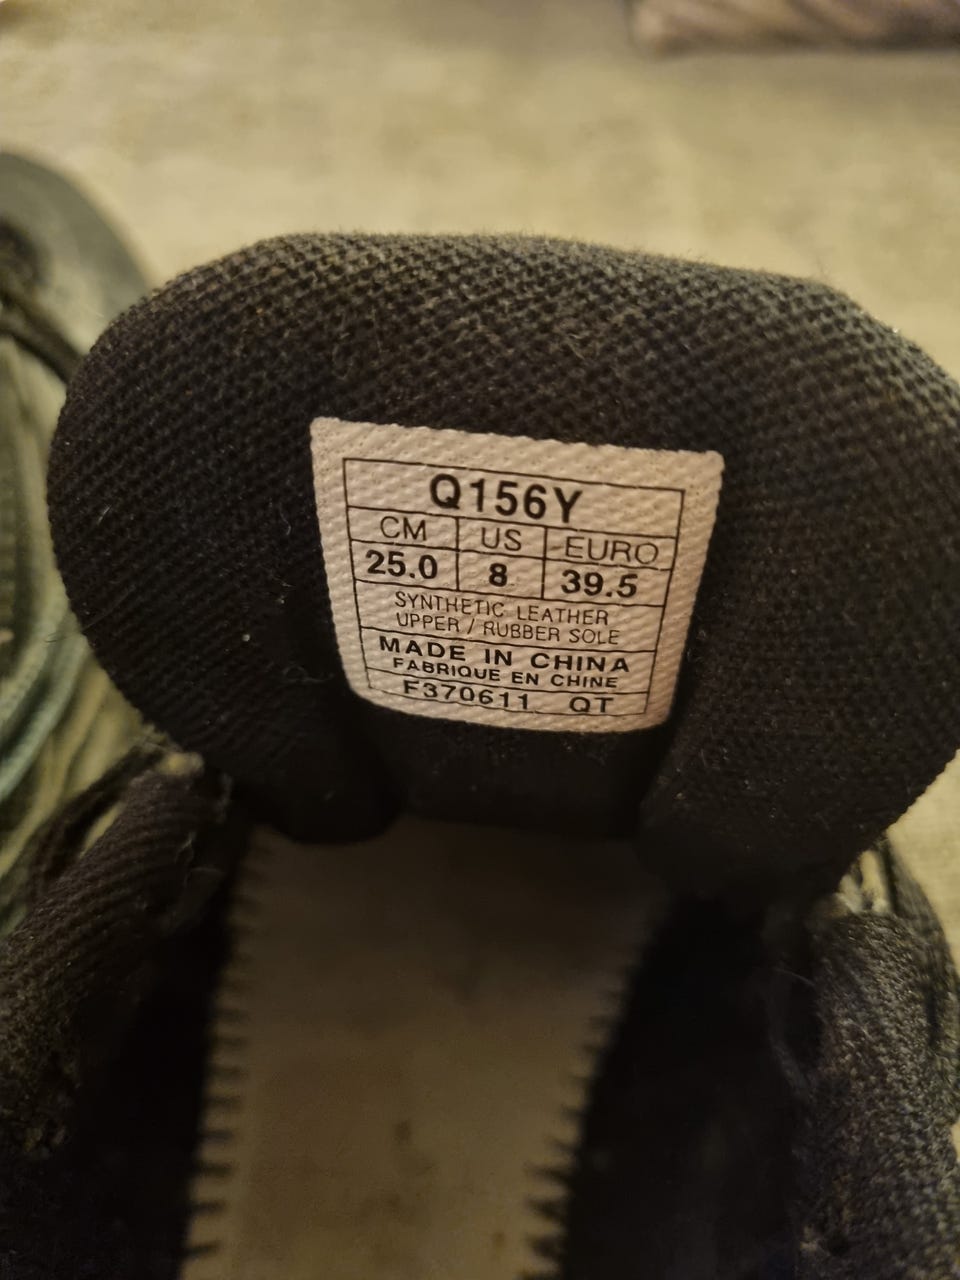 Q156Y
CM US EURO
25.0 8 39.5
SYNTHETIC LEATHER
UPPER / RUBBER SOLE
MADE IN CHINA
FABRIQUE EN CHINE
F370611 QT